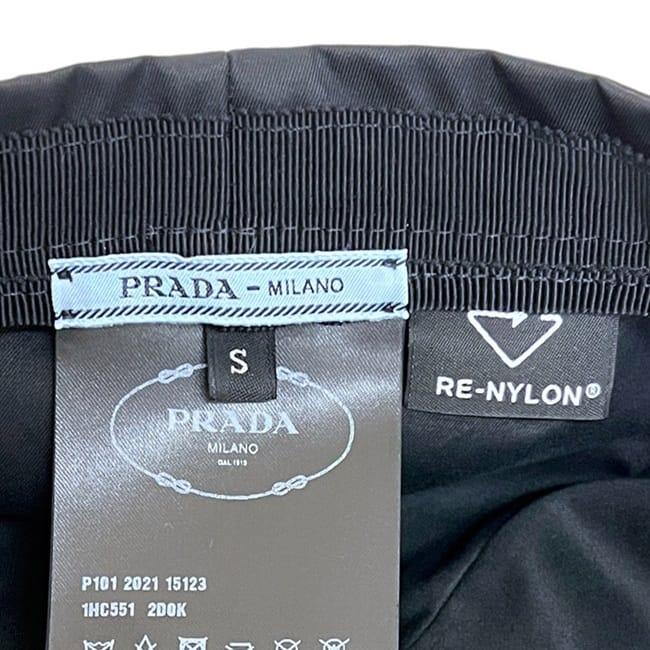 PRADA - MILANO
S
RE-NYLON®
PRADA
MILANO
DAL 1913
P101 2021 15123
1HC551 2D0K